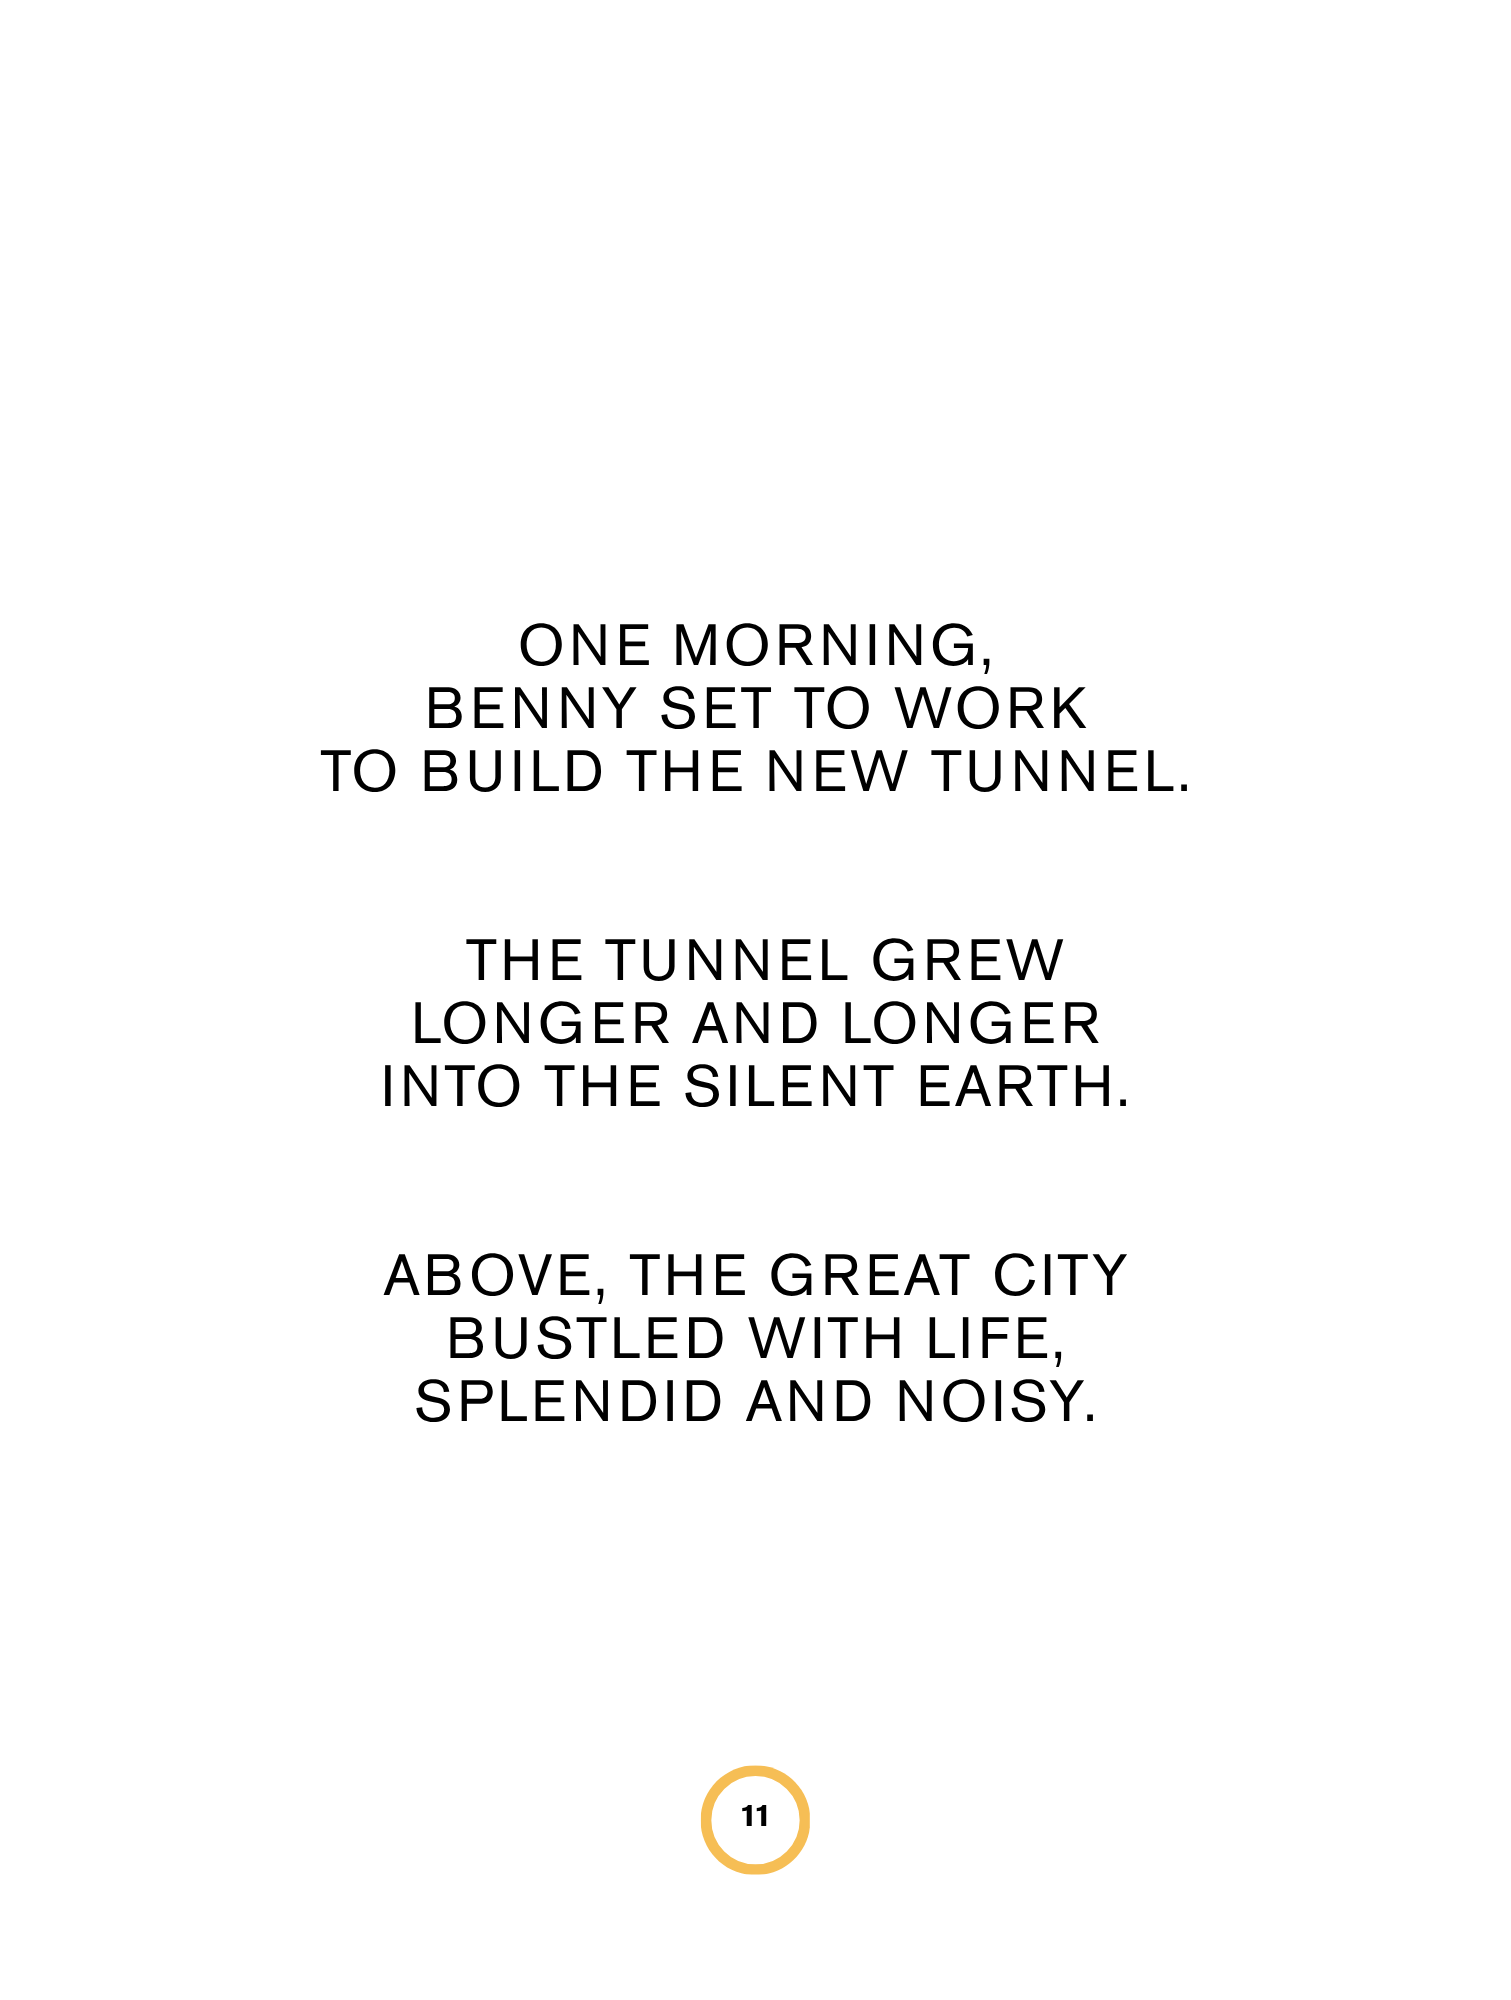 ONE MORNING,
BENNY SET TO WORK
TO BUILD THE NEW TUNNEL.
THE TUNNEL GREW
LONGER AND LONGER
INTO THE SILENT EARTH.
ABOVE, THE GREAT CITY
BUSTLED WITH LIFE,
SPLENDID AND NOISY.
11